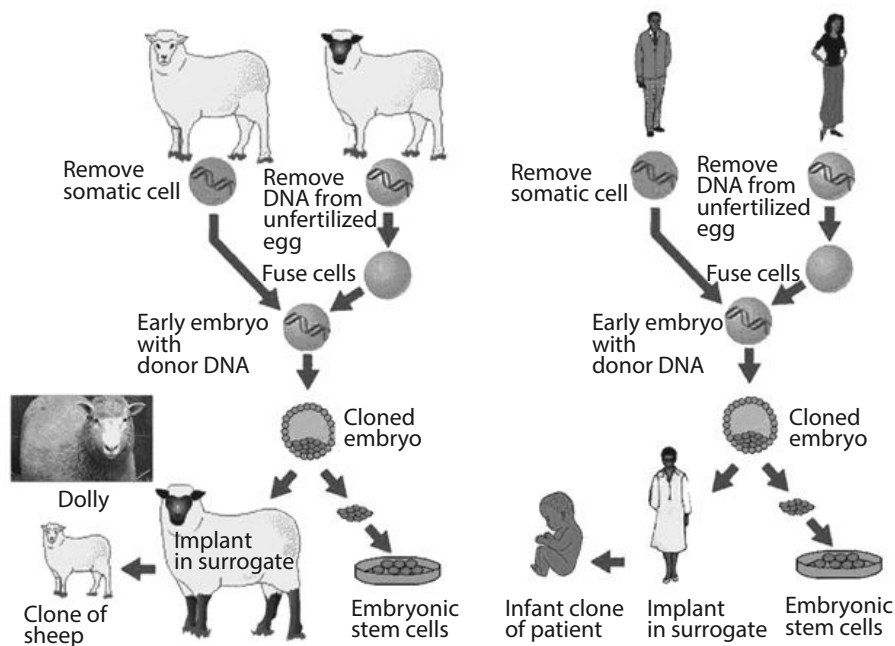 Remove
somatic cell
Remove
DNA from
unfertilized
egg
Fuse cells
Early embryo
with
donor DNA
Cloned
embryo
Dolly
Implant
in surrogate
Clone of
sheep
Embryonic
stem cells
Remove
somatic cell
Remove
DNA from
unfertilized
egg
Fuse cells
Early embryo
with
donor DNA
Cloned
embryo
Infant clone
of patient
Implant
in surrogate
Embryonic
stem cells